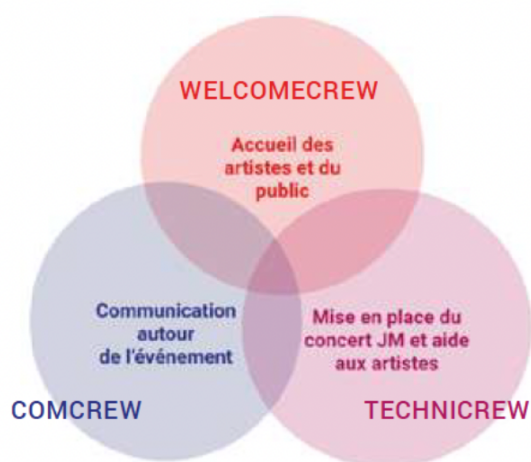 WELCOMECREW
Accueil des
artistes et du
public
Communication
autour
de l'événement
Mise en place du
concert JM et aide
aux artistes
COMCREW
TECHNICREW